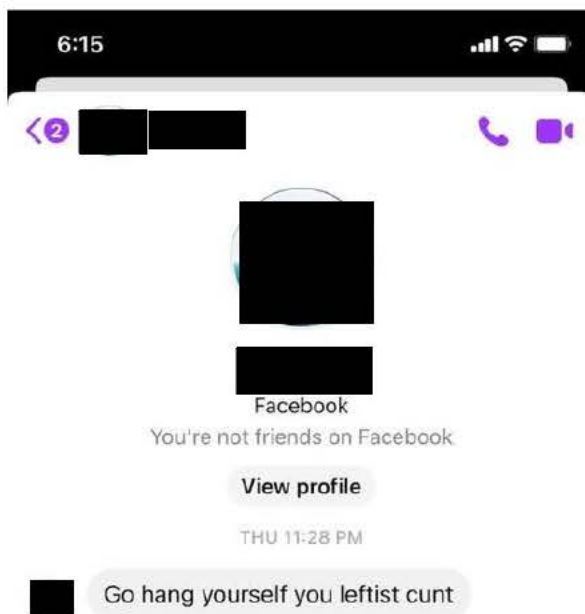 6:15
2
Facebook
You're not friends on Facebook
View profile
THU 11:28 PM
Go hang yourself you leftist cunt